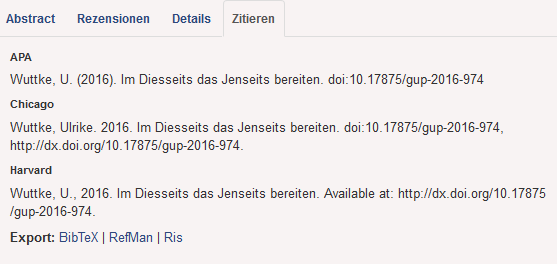 Abstract Rezensionen Details Zitieren
APA
Wuttke, U. (2016). Im Diesseits das Jenseits bereiten. doi:10.17875/gup-2016-974
Chicago
Wuttke, Ulrike. 2016. Im Diesseits das Jenseits bereiten. doi:10.17875/gup-2016-974,
http://dx.doi.org/10.17875/gup-2016-974.
Harvard
Wuttke, U., 2016. Im Diesseits das Jenseits bereiten. Available at: http://dx.doi.org/10.17875
/gup-2016-974.
Export: BibTeX | RefMan | Ris